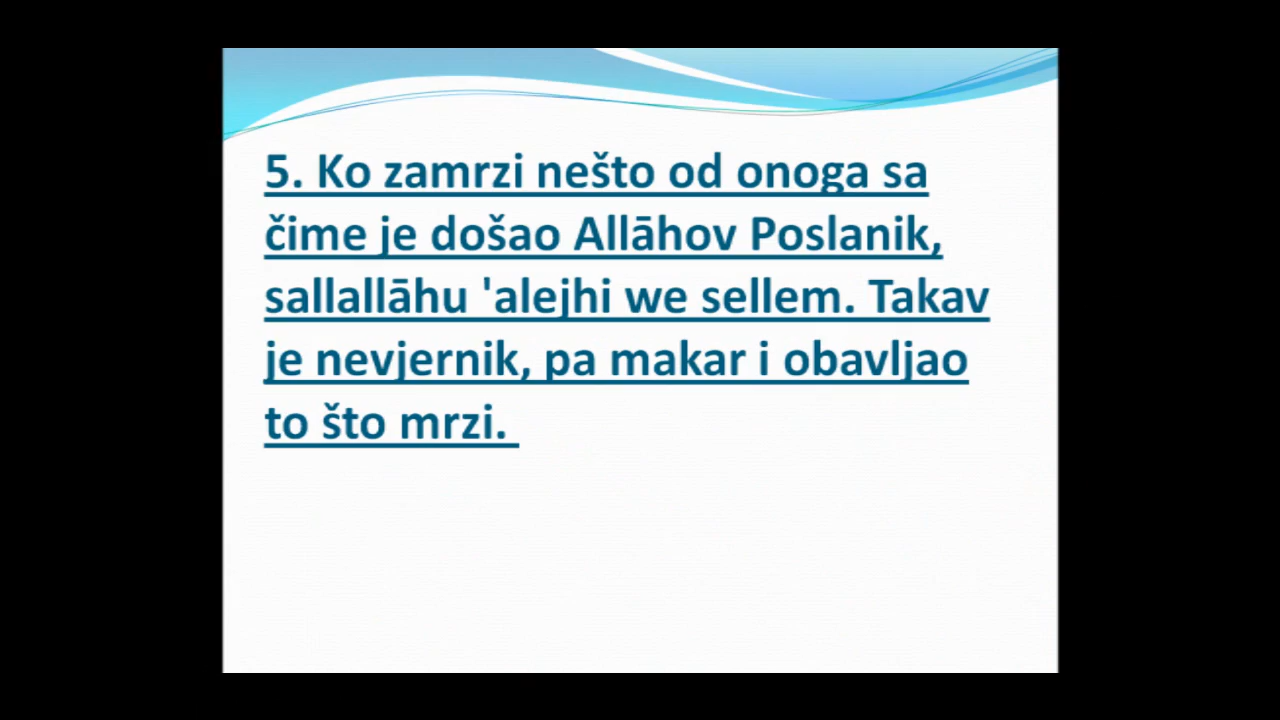 5. Ko zamrzi nešto od onoga sa
čime je došao Allāhov Poslanik,
sallallāhu 'alejhi we sellem. Takav
je nevjernik, pa makar i obavljao
to što mrzi.